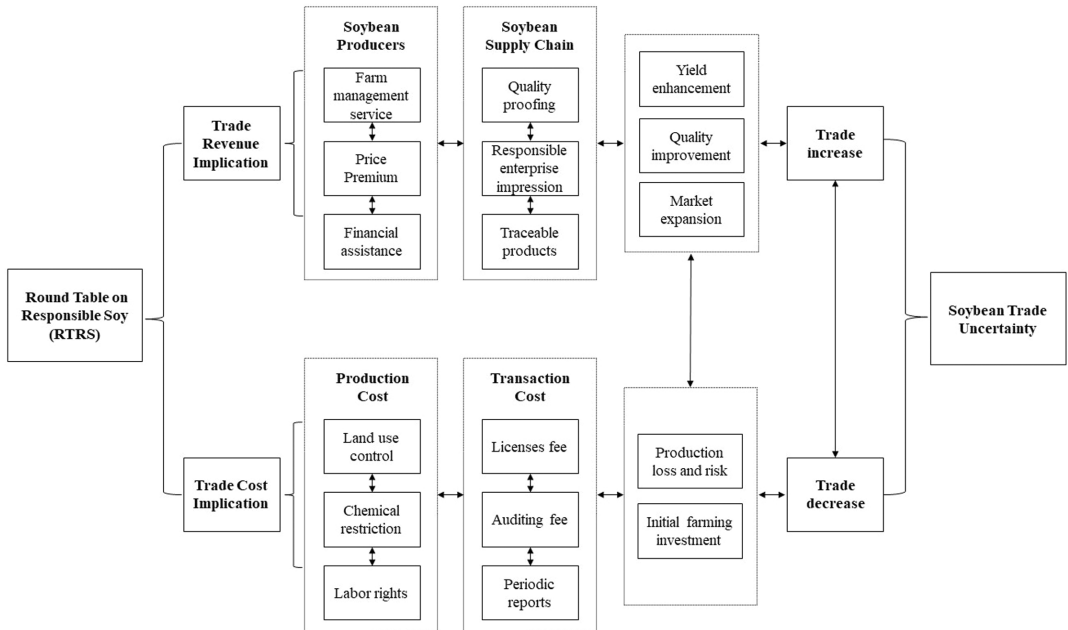 Round Table on
Responsible Soy
(RTRS)
Trade
Revenue
Implication
Soybean
Producers
Farm
management
service
Price
Premium
Financial
assistance
Soybean
Supply Chain
Quality
proofing
Responsible
enterprise
impression
Traceable
products
Yield
enhancement
Quality
improvement
Market
expansion
Trade
increase
Trade Cost
Implication
Production
Cost
Land use
control
Chemical
restriction
Labor rights
Transaction
Cost
Licenses fee
Auditing fee
Periodic
reports
Production
loss and risk
Initial farming
investment
Trade
decrease
Soybean Trade
Uncertainty